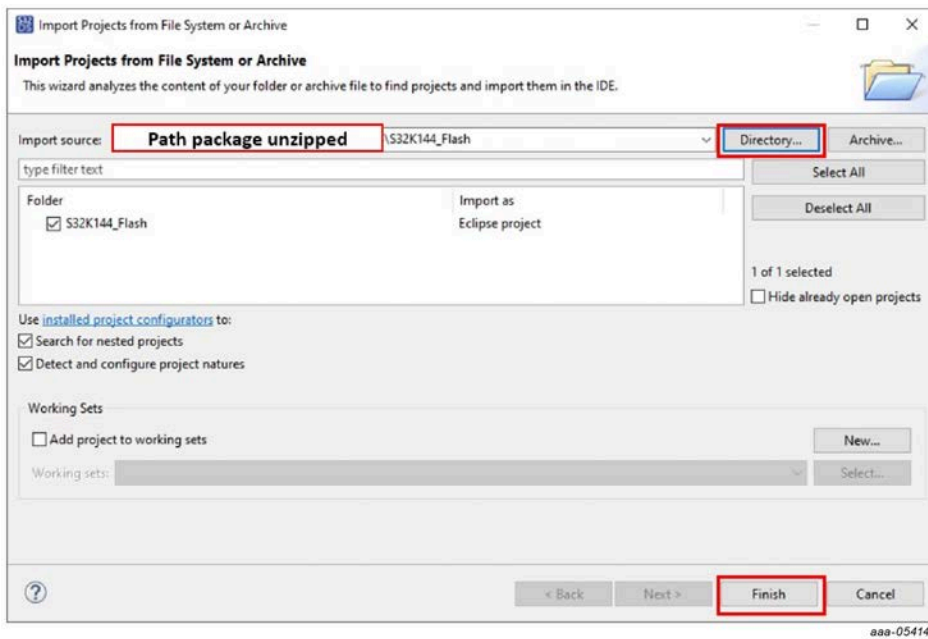 Import Projects from File System or Archive
Import Projects from File System or Archive
This wizard analyzes the content of your folder or archive file to find projects and import them in the IDE.
Import source: Path package unzipped \S32K144_Flash Directory... Archive...
type filter text Select All
Folder Import as Deselect All
S32K144_Flash Eclipse project
1 of 1 selected
Hide already open projects
Use installed project configurators to:
Search for nested projects
Detect and configure project natures
Working Sets
Add project to working sets New...
Working sets: Select...
? < Back Next > Finish Cancel
aaa-05414